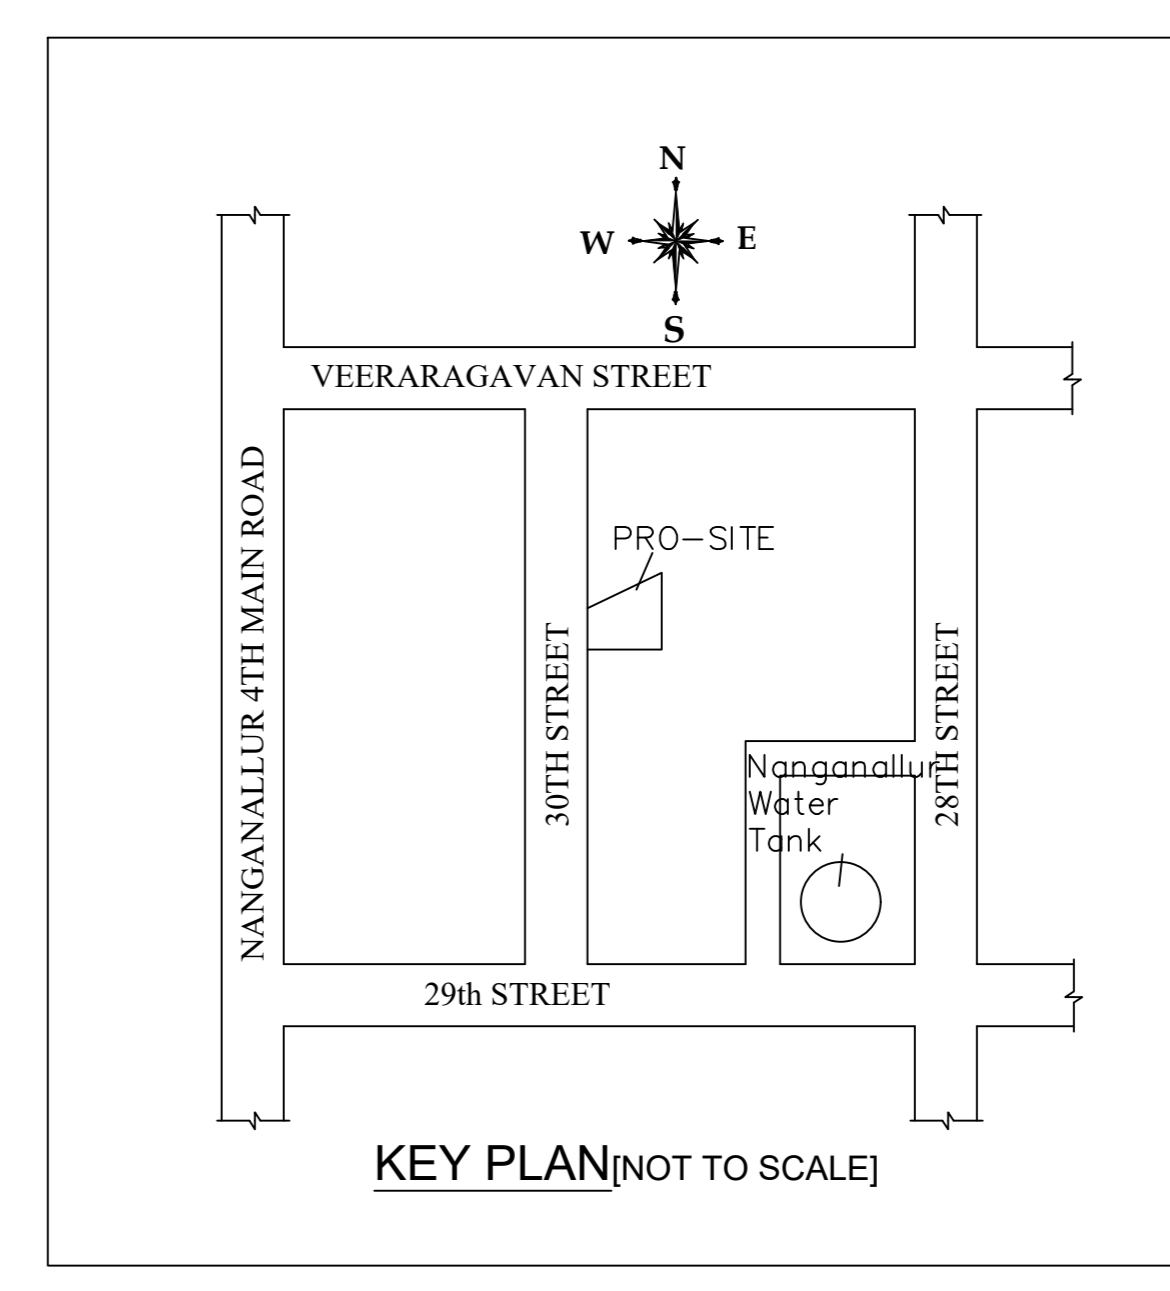 N
W
E
S
VEERARAGAVAN STREET
NANGANALLUR 4TH MAIN ROAD
PRO-SITE
30TH STREET
28TH STREET
Nanganallur
Water
Tank
29th STREET
KEY PLAN[NOT TO SCALE]